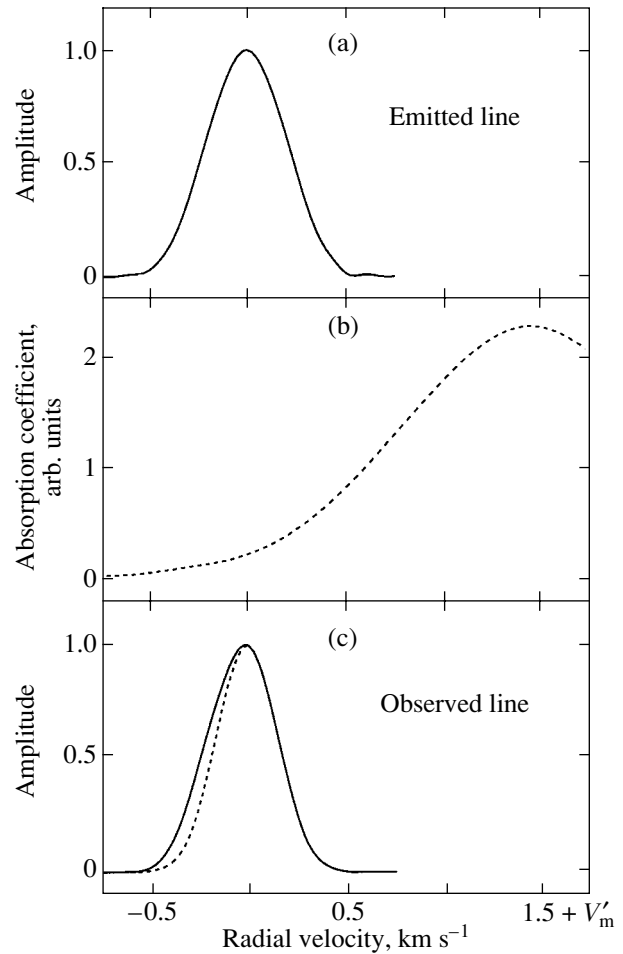 (a)
1.0
0.5
0
Amplitude
Emitted line
(b)
2
1
0
Absorption coefficient,
arb. units
(c)
1.0
0.5
0
Amplitude
Observed line
−0.5 0 0.5 1.5 + V′m
Radial velocity, km s−1